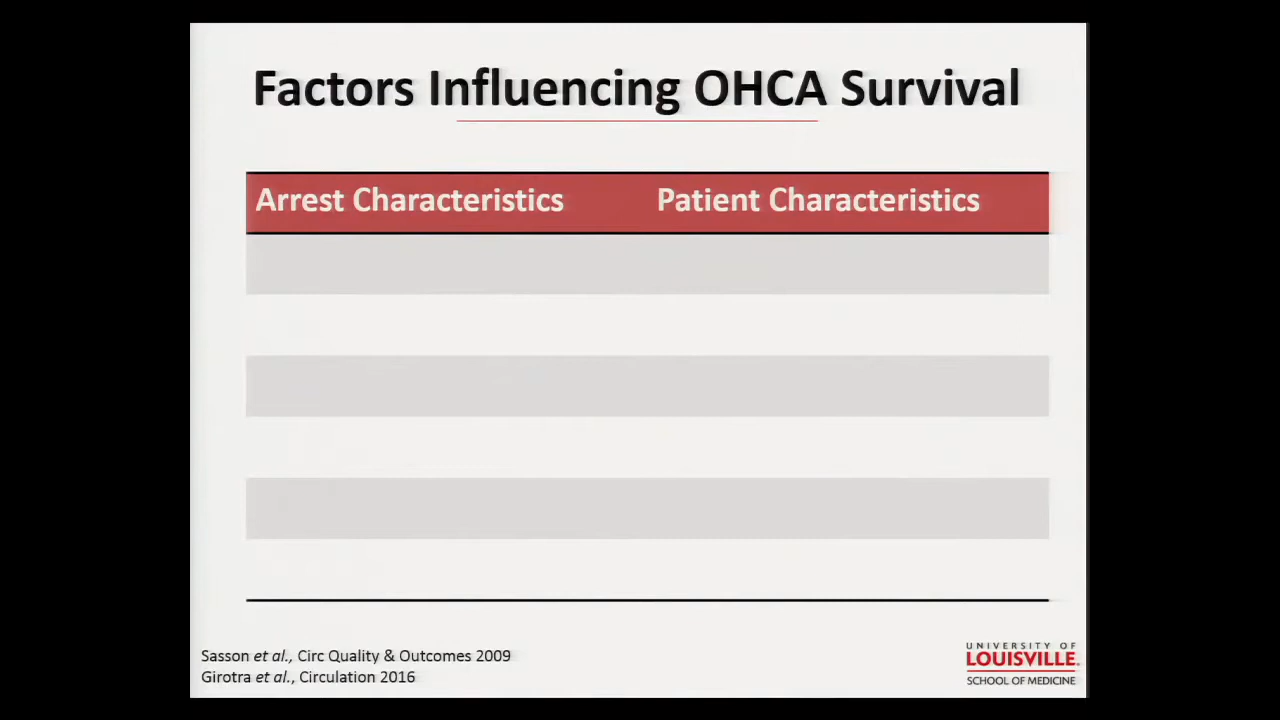 Factors Influencing OHCA Survival
Arrest Characteristics Patient Characteristics
Sasson et al., Circ Quality & Outcomes 2009
Girotra et al., Circulation 2016
UNIVERSITY OF
LOUISVILLE.
SCHOOL OF MEDICINE